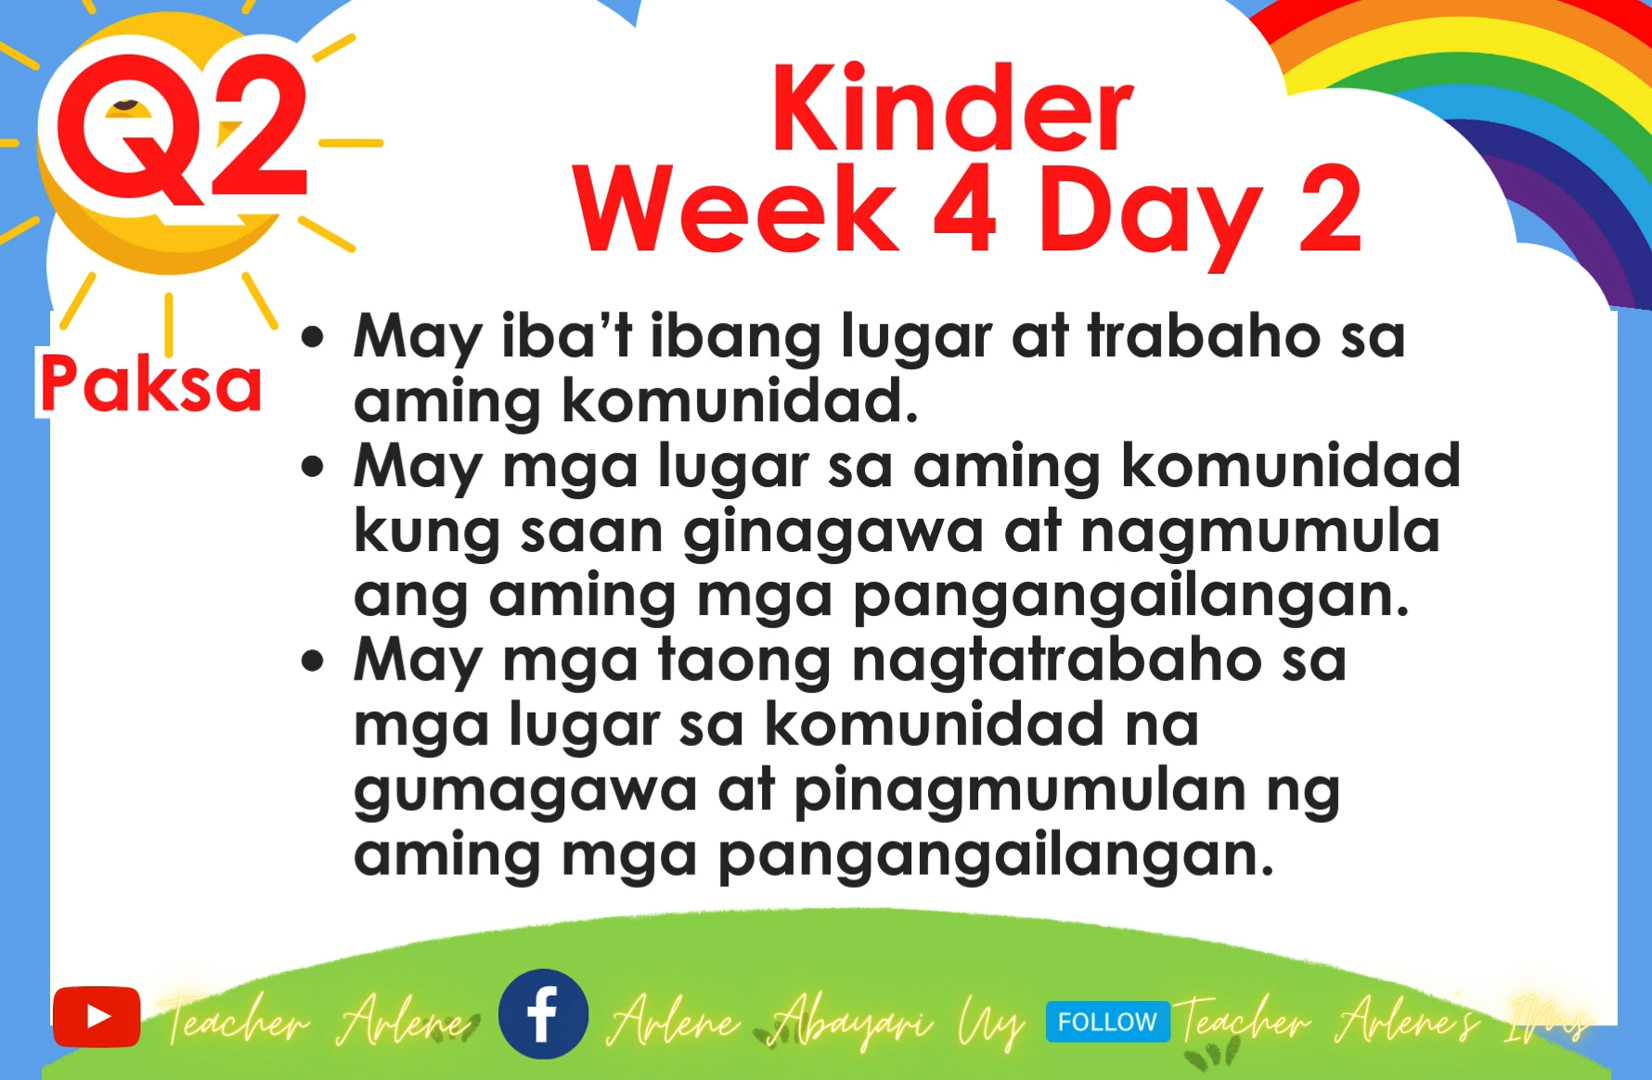 Q2
Kinder
Week 4 Day 2
Paksa
• May iba’t ibang lugar at trabaho sa
aming komunidad.
• May mga lugar sa aming komunidad
kung saan ginagawa at nagmumula
ang aming mga pangangailangan.
• May mga taong nagtatrabaho sa
mga lugar sa komunidad na
gumagawa at pinagmumulan ng
aming mga pangangailangan.
Teacher Arlene f Arlene Abayari Uy FOLLOW Teacher Arlene's IMs